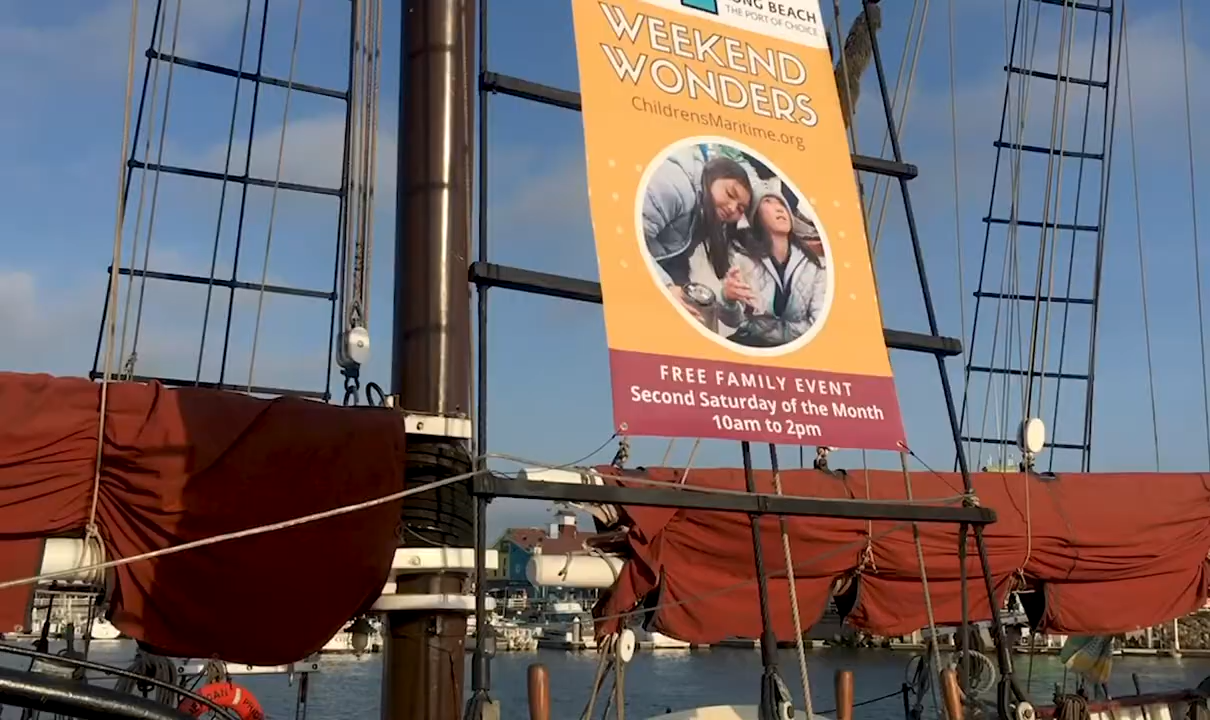 THE PORT OF CHOICE
WEEKEND
WONDERS
ChildrensMaritime.org
FREE FAMILY EVENT
Second Saturday of the Month
10am to 2pm